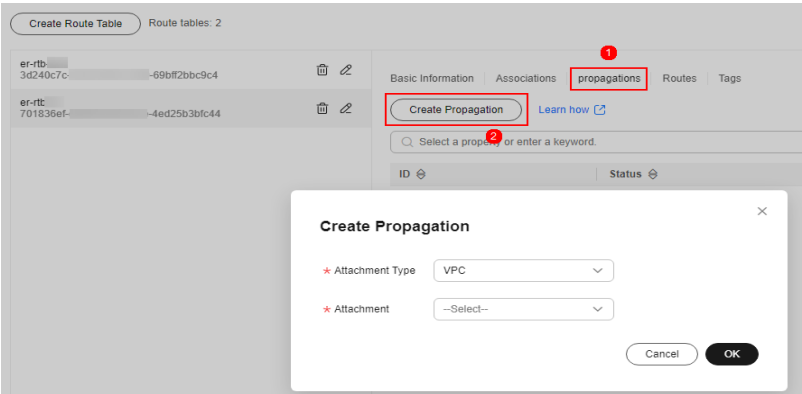 Create Route Table Route tables: 2
er-rtb-
3d240c7c- -69bff2bbc9c4
er-rtb
701836ef- -4ed25b3bfc44
1
Basic Information Associations propagations Routes Tags
Create Propagation Learn how
2
Select a property or enter a keyword.
ID Status
Create Propagation
* Attachment Type VPC
* Attachment --Select--
Cancel OK